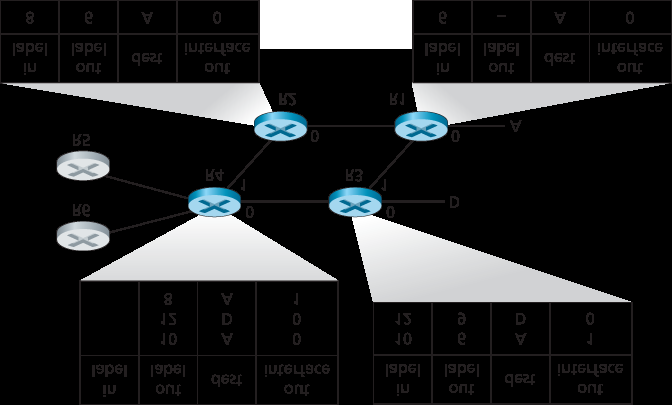 in label out label dest out interface
10 A 0
12 D 0
8 A 1
in label out label dest out interface
10 6 A 1
12 9 D 0
R6
0
0
D
1
1
R4
R3
R5
0
0
A
R2
R1
in label out label dest out interface
8 6 A 0
in label out label dest out interface
6 - A 0